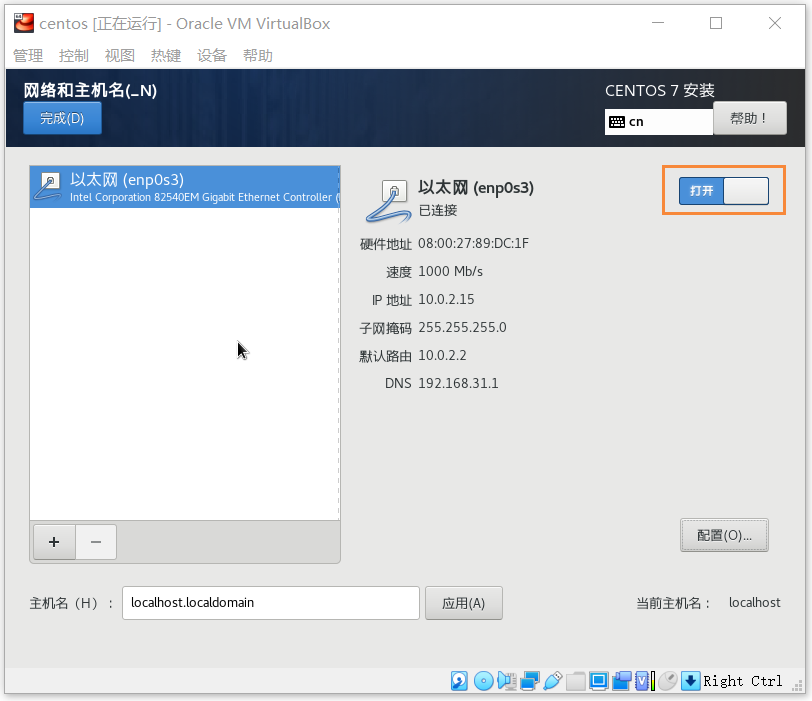 centos [正在运行] - Oracle VM VirtualBox
管理 控制 视图 热键 设备 帮助
网络和主机名(_N)
CENTOS 7 安装
完成(D)
cn
帮助！
以太网 (enp0s3)
Intel Corporation 82540EM Gigabit Ethernet Controller (
以太网 (enp0s3)
已连接
打开
硬件地址 08:00:27:89:DC:1F
速度 1000 Mb/s
IP 地址 10.0.2.15
子网掩码 255.255.255.0
默认路由 10.0.2.2
DNS 192.168.31.1
+ −
配置(O)...
主机名（H）： localhost.localdomain 应用(A) 当前主机名： localhost
Right Ctrl